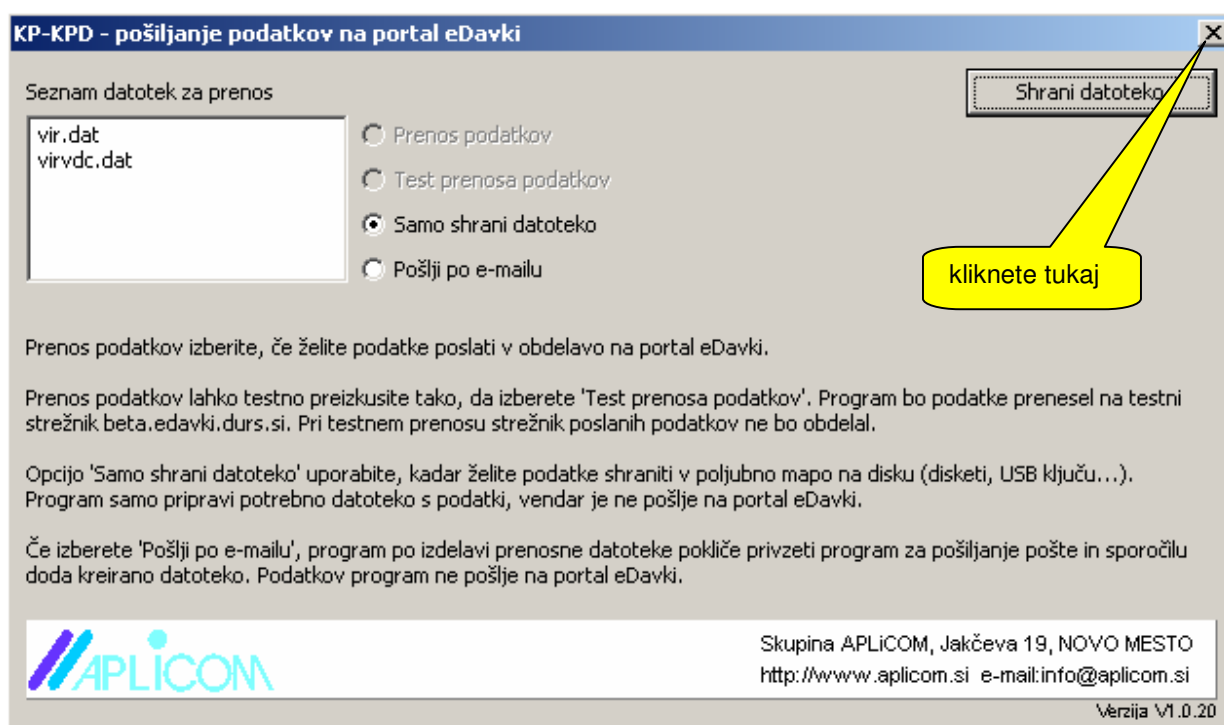 KP-KPD - pošiljanje podatkov na portal eDavki
Seznam datotek za prenos
Shrani datoteko
vir.dat
virvdc.dat
Prenos podatkov
Test prenosa podatkov
Samo shrani datoteko
Pošlji po e-mailu
kliknete tukaj
Prenos podatkov izberite, če želite podatke poslati v obdelavo na portal eDavki.
Prenos podatkov lahko testno preizkusite tako, da izberete 'Test prenosa podatkov'. Program bo podatke prenesel na testni
strežnik beta.edavki.durs.si. Pri testnem prenosu strežnik poslanih podatkov ne bo obdelal.
Opcijo 'Samo shrani datoteko' uporabite, kadar želite podatke shraniti v poljubno mapo na disku (disketi, USB ključu...).
Program samo pripravi potrebno datoteko s podatki, vendar je ne pošlje na portal eDavki.
Če izberete 'Pošlji po e-mailu', program po izdelavi prenosne datoteke pokliče privzeti program za pošiljanje pošte in sporočilu
doda kreirano datoteko. Podatkov program ne pošlje na portal eDavki.
APLiCOM
Skupina APLiCOM, Jakčeva 19, NOVO MESTO
http://www.aplicom.si e-mail:info@aplicom.si
Verzija V1.0.20